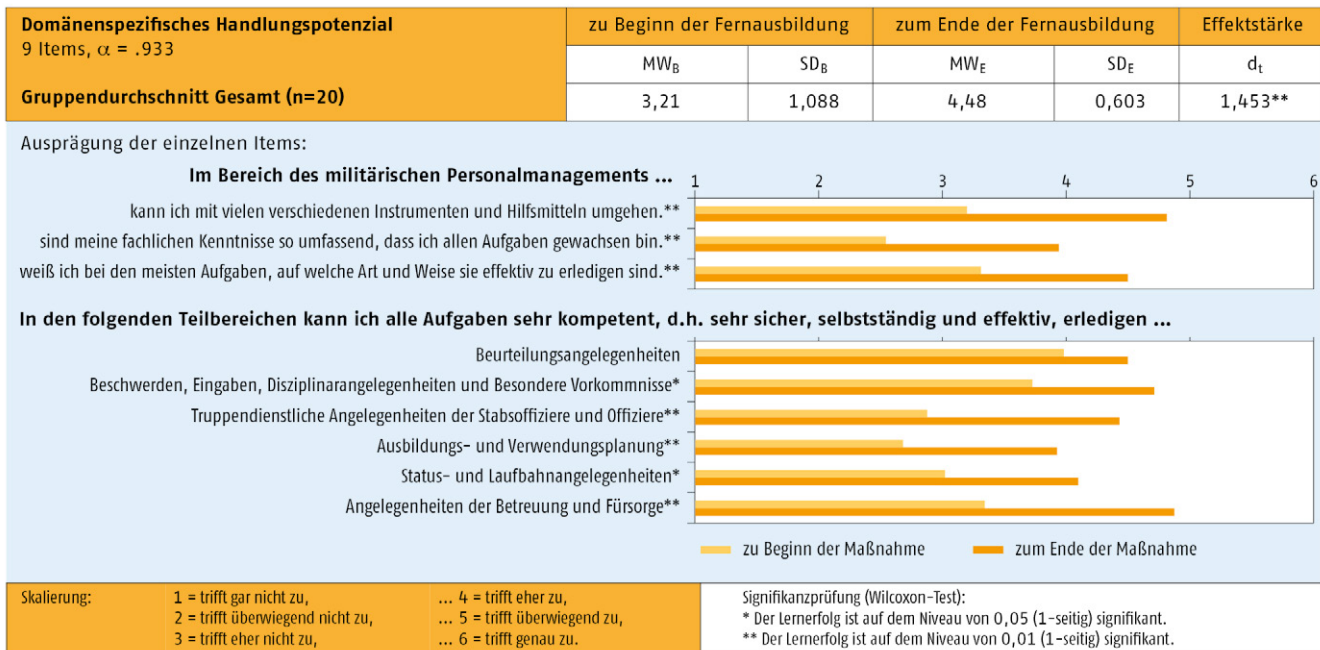 Domänenspezifisches Handlungspotenzial
9 Items, α = .933
Gruppendurchschnitt Gesamt (n=20)
zu Beginn der Fernausbildung zum Ende der Fernausbildung Effektstärke
MW_B SD_B MW_E SD_E d_t
3,21 1,088 4,48 0,603 1,453**
Ausprägung der einzelnen Items:
Im Bereich des militärischen Personalmanagements ...
1 2 3 4 5 6
kann ich mit vielen verschiedenen Instrumenten und Hilfsmitteln umgehen.**
sind meine fachlichen Kenntnisse so umfassend, dass ich allen Aufgaben gewachsen bin.**
weiß ich bei den meisten Aufgaben, auf welche Art und Weise sie effektiv zu erledigen sind.**
In den folgenden Teilbereichen kann ich alle Aufgaben sehr kompetent, d.h. sehr sicher, selbstständig und effektiv, erledigen ...
Beurteilungsangelegenheiten
Beschwerden, Eingaben, Disziplinarangelegenheiten und Besondere Vorkommnisse*
Truppendienstliche Angelegenheiten der Stabsoffiziere und Offiziere**
Ausbildungs- und Verwendungsplanung**
Status- und Laufbahnangelegenheiten*
Angelegenheiten der Betreuung und Fürsorge**
zu Beginn der Maßnahme zum Ende der Maßnahme
Skalierung:
1 = trifft gar nicht zu,
2 = trifft überwiegend nicht zu,
3 = trifft eher nicht zu,
... 4 = trifft eher zu,
... 5 = trifft überwiegend zu,
... 6 = trifft genau zu.
Signifikanzprüfung (Wilcoxon-Test):
* Der Lernerfolg ist auf dem Niveau von 0,05 (1-seitig) signifikant.
** Der Lernerfolg ist auf dem Niveau von 0,01 (1-seitig) signifikant.